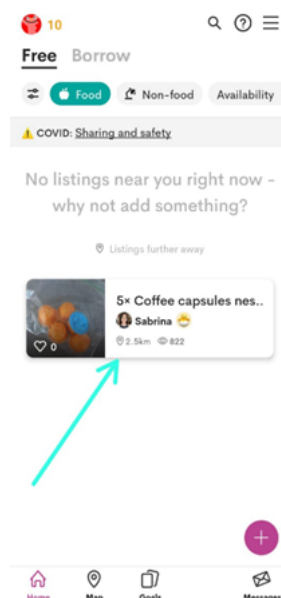 10
Free Borrow
Food Non-food Availability
COVID: Sharing and safety
No listings near you right now -
why not add something?
Listings further away
5× Coffee capsules nes..
Sabrina
0 2.5km 822
Home Map Goals Messages